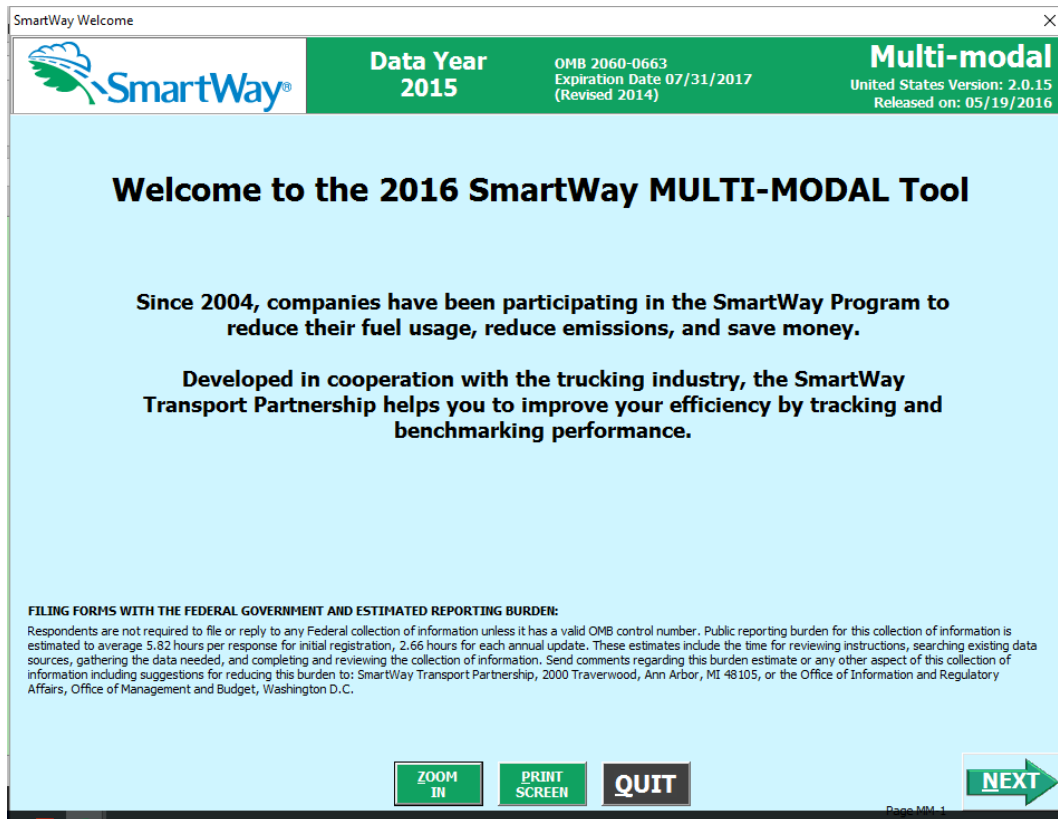 SmartWay Welcome
SmartWay®
Data Year
2015
OMB 2060-0663
Expiration Date 07/31/2017
(Revised 2014)
Multi-modal
United States Version: 2.0.15
Released on: 05/19/2016
Welcome to the 2016 SmartWay MULTI-MODAL Tool
Since 2004, companies have been participating in the SmartWay Program to
reduce their fuel usage, reduce emissions, and save money.
Developed in cooperation with the trucking industry, the SmartWay
Transport Partnership helps you to improve your efficiency by tracking and
benchmarking performance.
FILING FORMS WITH THE FEDERAL GOVERNMENT AND ESTIMATED REPORTING BURDEN:
Respondents are not required to file or reply to any Federal collection of information unless it has a valid OMB control number. Public reporting burden for this collection of information is
estimated to average 5.82 hours per response for initial registration, 2.66 hours for each annual update. These estimates include the time for reviewing instructions, searching existing data
sources, gathering the data needed, and completing and reviewing the collection of information. Send comments regarding this burden estimate or any other aspect of this collection of
information including suggestions for reducing this burden to: SmartWay Transport Partnership, 2000 Traverwood, Ann Arbor, MI 48105, or the Office of Information and Regulatory
Affairs, Office of Management and Budget, Washington D.C.
ZOOM
IN
PRINT
SCREEN
QUIT
NEXT
Page MM-1